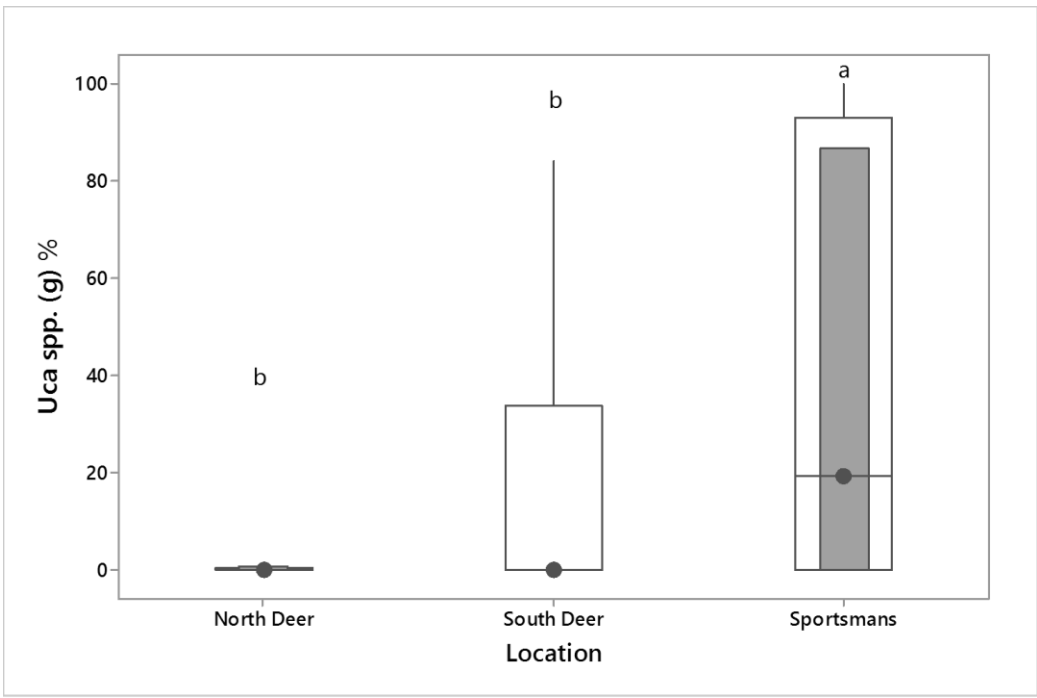 Uca spp. (g) %
100
80
60
40
20
0
b
b
a
North Deer
South Deer
Sportsmans
Location